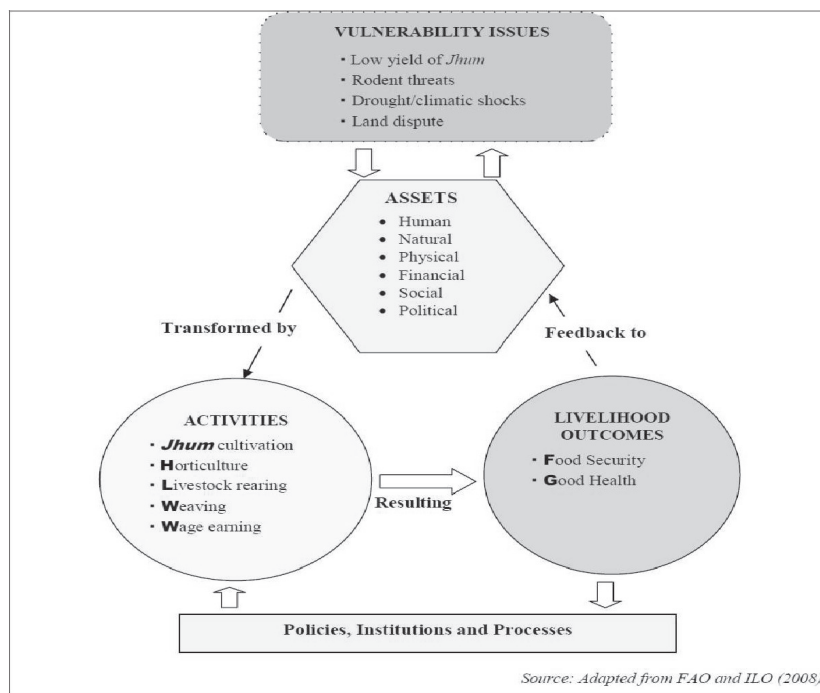 VULNERABILITY ISSUES
· Low yield of Jhum
· Rodent threats
· Drought/climatic shocks
· Land dispute
ASSETS
• Human
• Natural
• Physical
• Financial
• Social
• Political
Transformed by
Feedback to
ACTIVITIES
· Jhum cultivation
· Horticulture
· Livestock rearing
· Weaving
· Wage earning
Resulting
LIVELIHOOD
OUTCOMES
· Food Security
· Good Health
Policies, Institutions and Processes
Source: Adapted from FAO and ILO (2008)